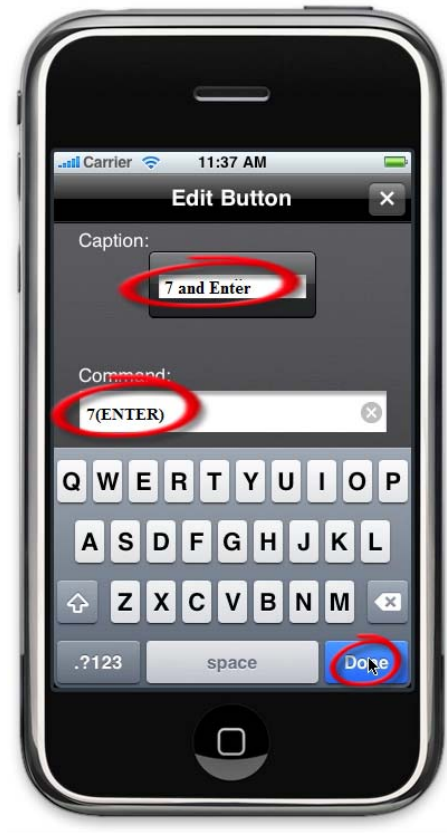 Carrier 11:37 AM
Edit Button
Caption:
7 and Enter
Command:
7(ENTER)
Q W E R T Y U I O P
A S D F G H J K L
Z X C V B N M
.?123 space Done